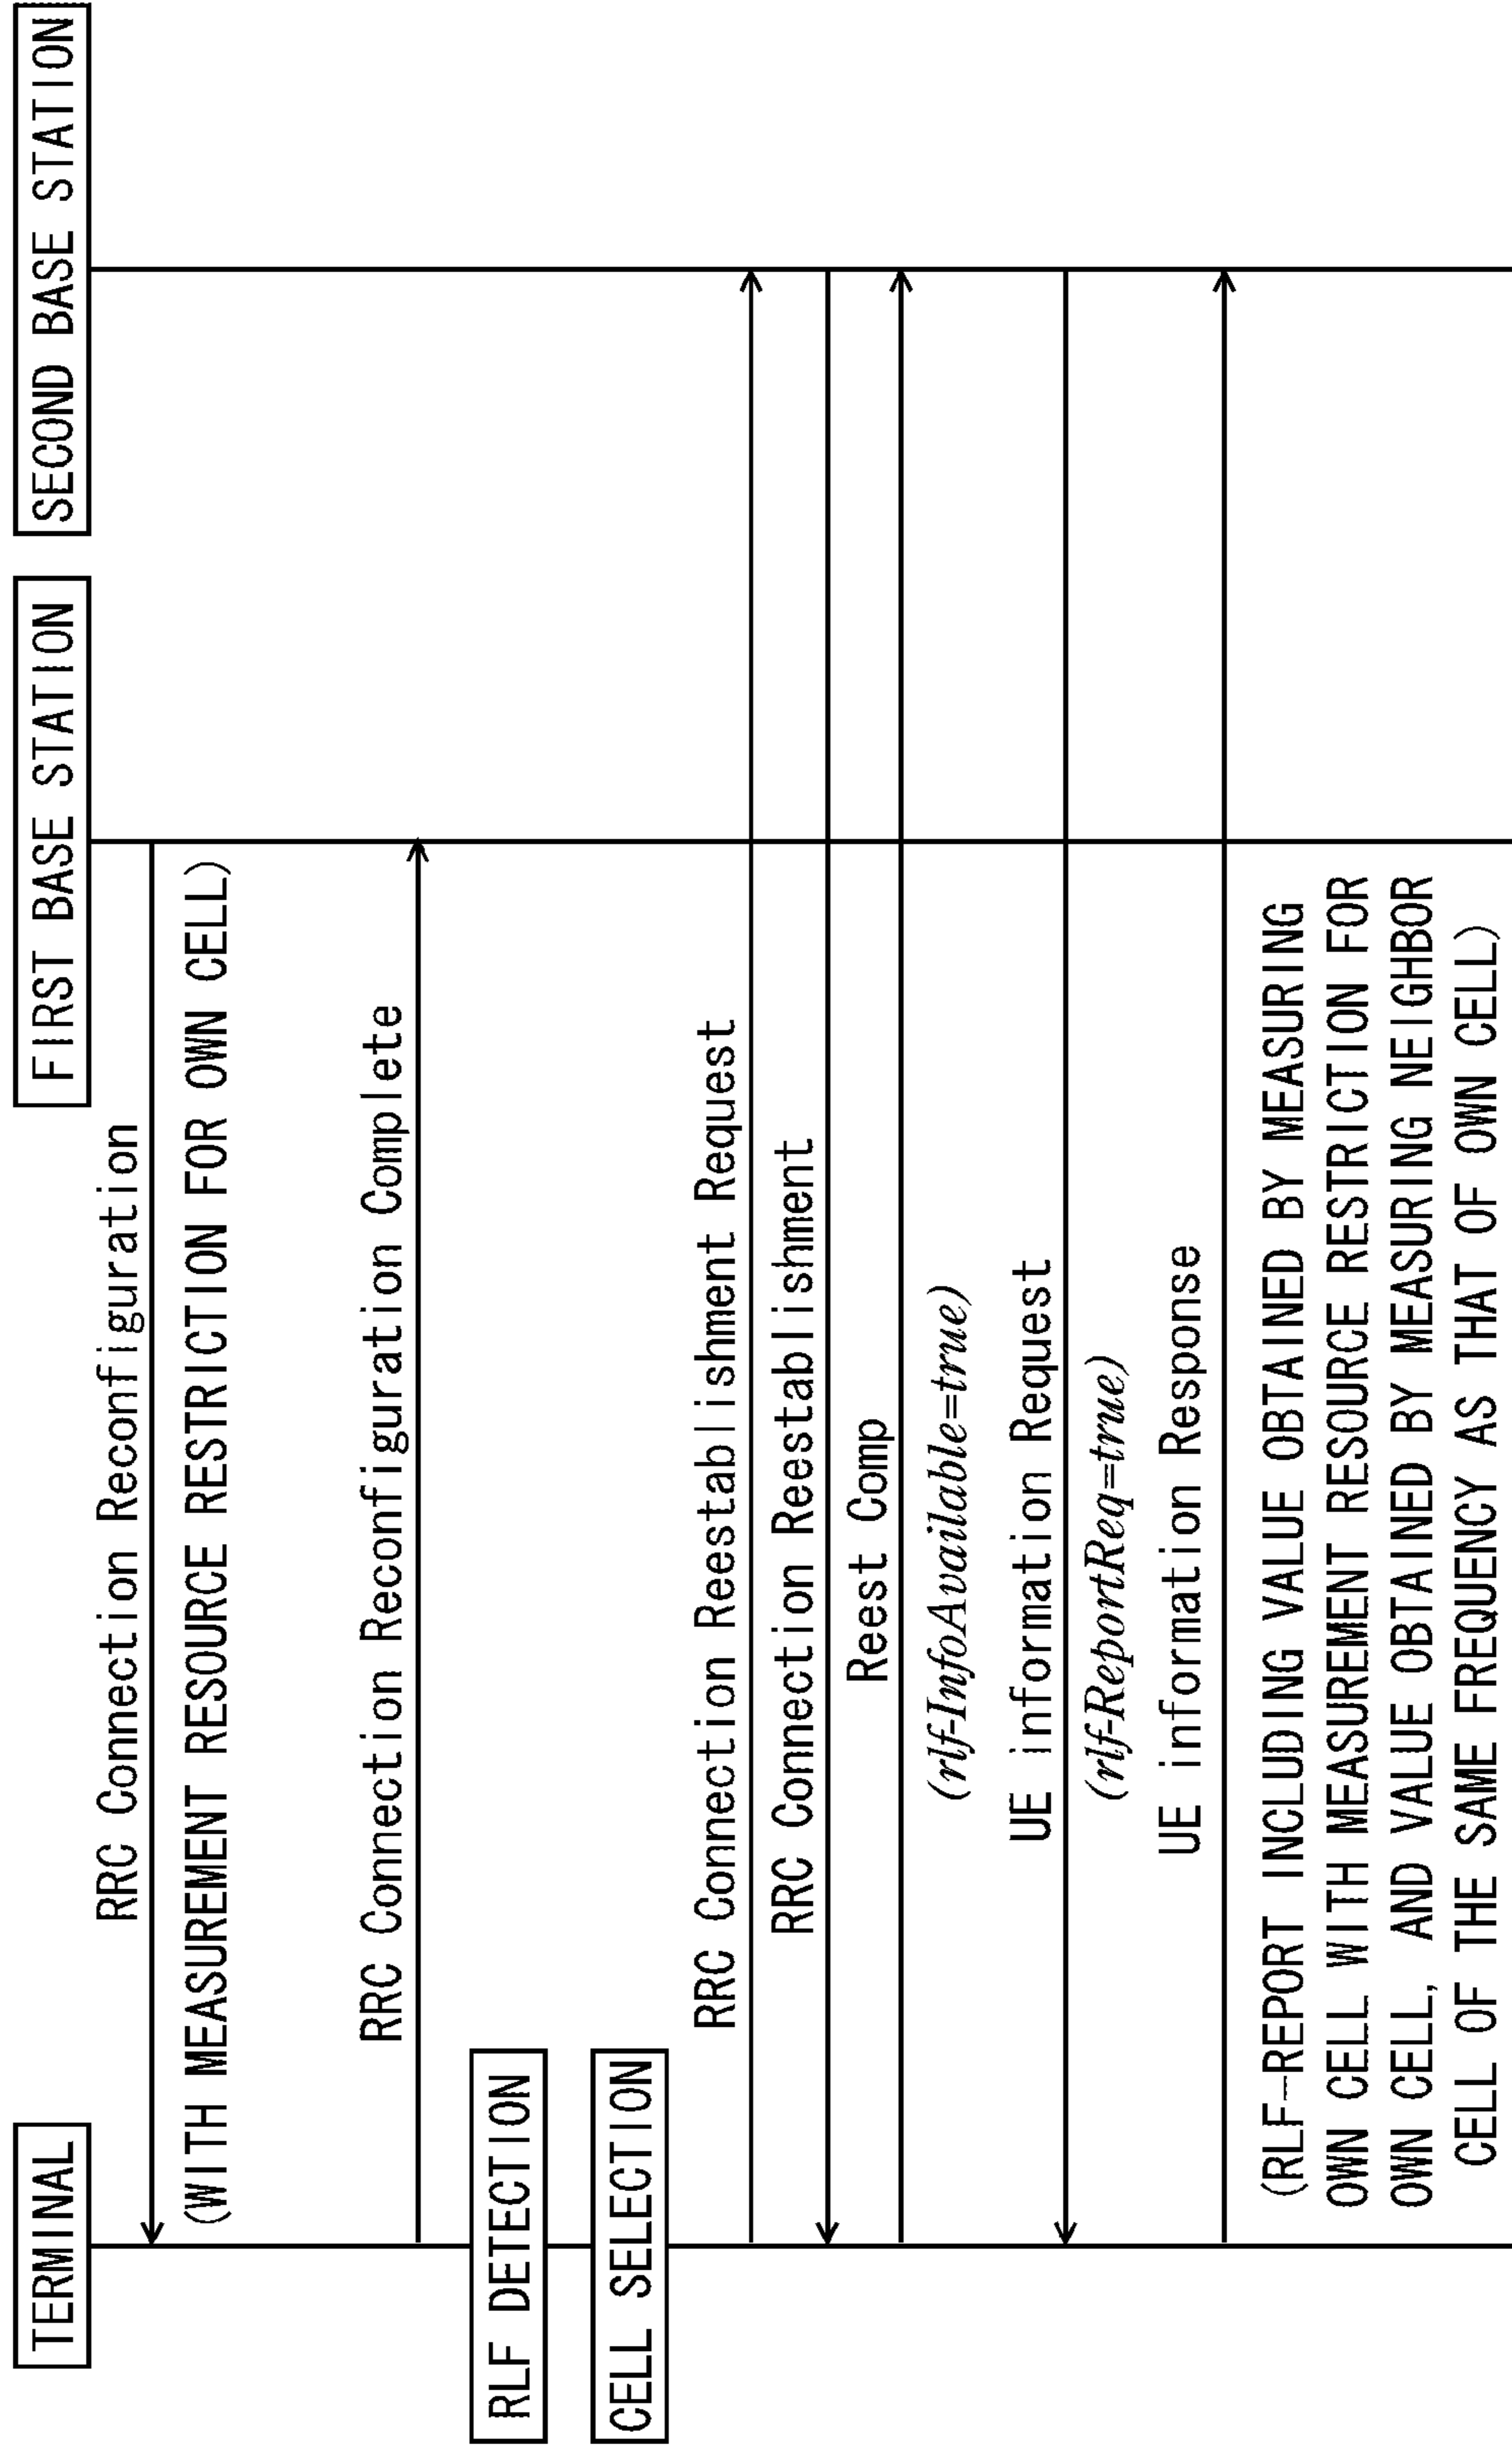 TERMINAL
FIRST BASE STATION
SECOND BASE STATION
RRC Connection Reconfiguration
(WITH MEASUREMENT RESOURCE RESTRICTION FOR OWN CELL)
RRC Connection Reconfiguration Complete
RLF DETECTION
CELL SELECTION
RRC Connection Reestablishment Request
RRC Connection Reestablishment
Reest Comp
(rlf-InfoAvailable=true)
UE information Request
(rlf-ReportReq=true)
UE information Response
(RLF-REPORT INCLUDING VALUE OBTAINED BY MEASURING
OWN CELL WITH MEASUREMENT RESOURCE RESTRICTION FOR
OWN CELL, AND VALUE OBTAINED BY MEASURING NEIGHBOR
CELL OF THE SAME FREQUENCY AS THAT OF OWN CELL)